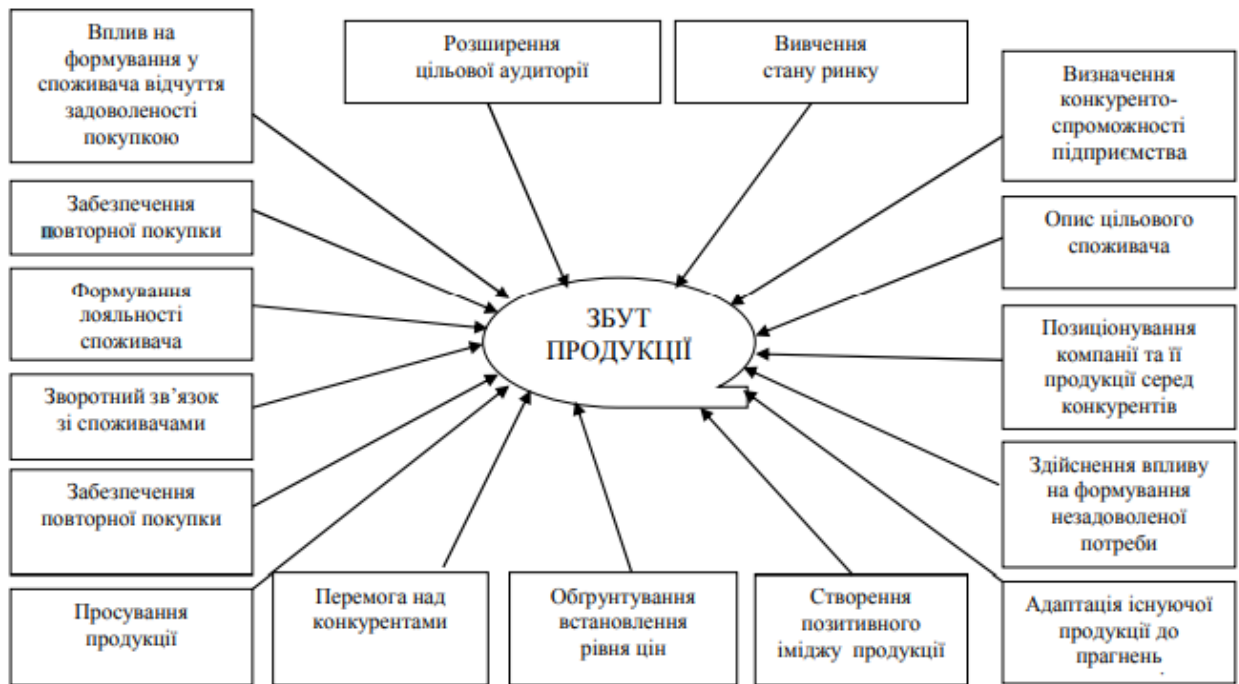 Вплив на
формування у
споживача відчуття
задоволеності
покупкою
Розширення
цільової аудиторії
Вивчення
стану ринку
Визначення
конкуренто-
спроможності
підприємства
Забезпечення
повторної покупки
Опис цільового
споживача
Формування
лояльності
споживача
ЗБУТ
ПРОДУКЦІЇ
Позиціонування
компанії та її
продукції серед
конкурентів
Зворотний зв’язок
зі споживачами
Забезпечення
повторної покупки
Здійснення впливу
на формування
незадоволеної
потреби
Просування
продукції
Перемога над
конкурентами
Обґрунтування
встановлення
рівня цін
Створення
позитивного
іміджу продукції
Адаптація існуючої
продукції до
прагнень